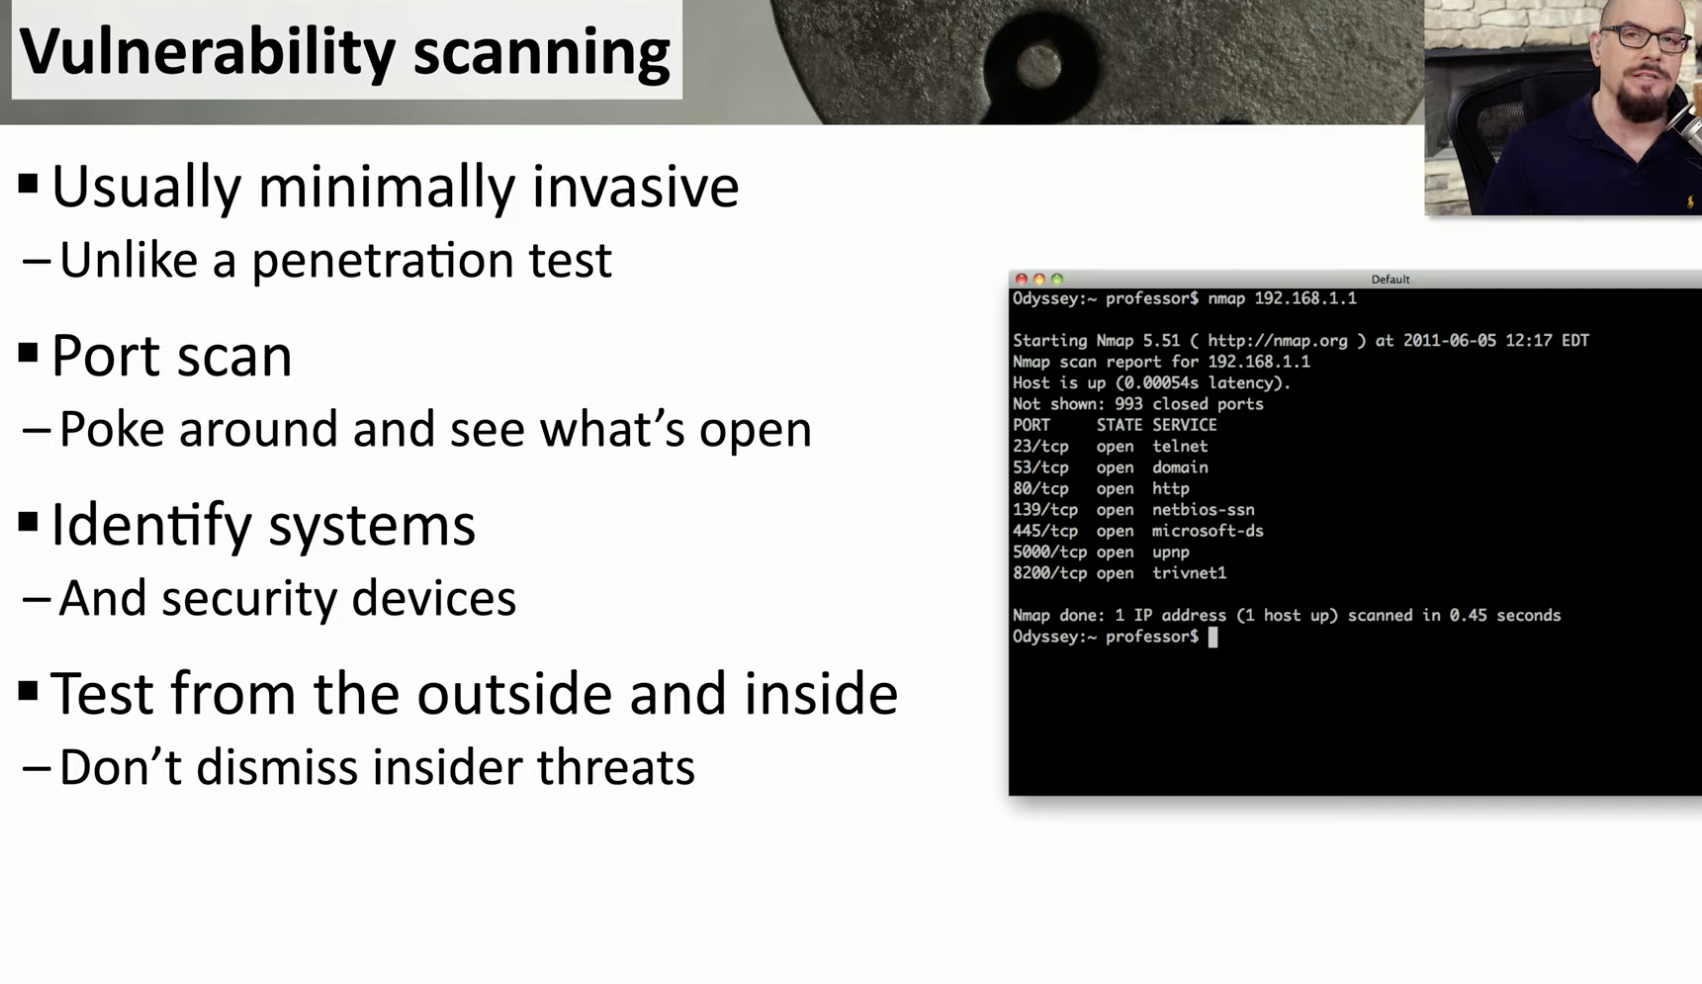 Vulnerability scanning
▪ Usually minimally invasive
– Unlike a penetration test
▪ Port scan
– Poke around and see what’s open
▪ Identify systems
– And security devices
▪ Test from the outside and inside
– Don’t dismiss insider threats
Default
Odyssey:~ professor$ nmap 192.168.1.1
Starting Nmap 5.51 ( http://nmap.org ) at 2011-06-05 12:17 EDT
Nmap scan report for 192.168.1.1
Host is up (0.00054s latency).
Not shown: 993 closed ports
PORT     STATE SERVICE
23/tcp   open  telnet
53/tcp   open  domain
80/tcp   open  http
139/tcp  open  netbios-ssn
445/tcp  open  microsoft-ds
5000/tcp open  upnp
8200/tcp open  trivnet1
Nmap done: 1 IP address (1 host up) scanned in 0.45 seconds
Odyssey:~ professor$